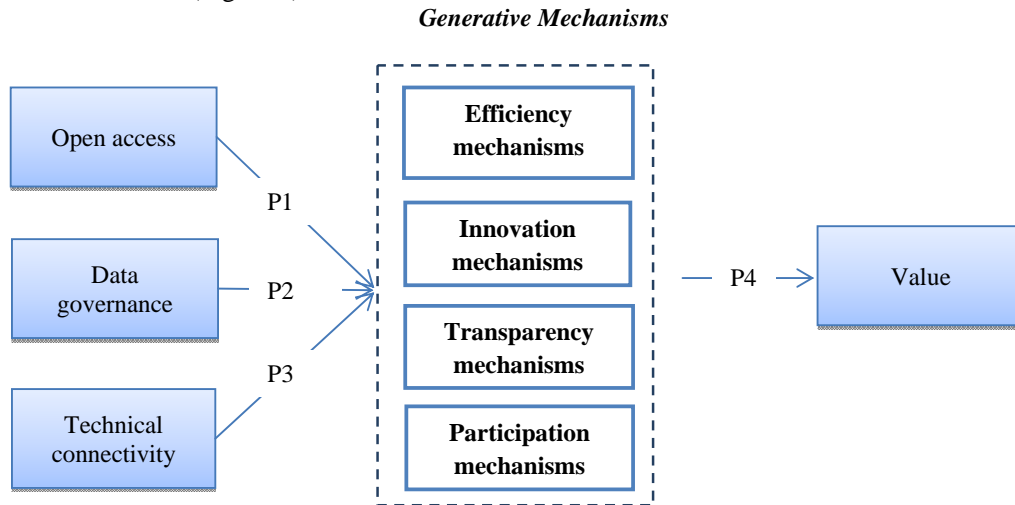 Generative Mechanisms
Open access
Data
governance
Technical
connectivity
P1
P2
P3
Efficiency
mechanisms
Innovation
mechanisms
Transparency
mechanisms
Participation
mechanisms
P4
Value